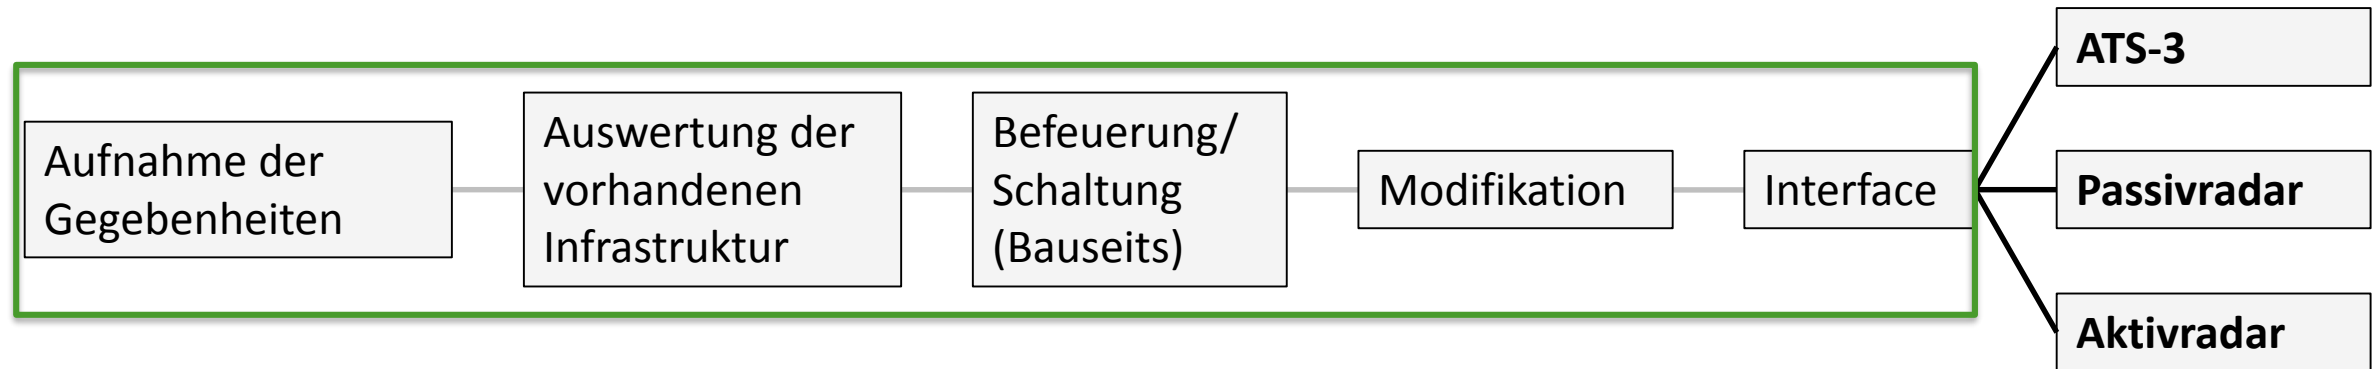 Aufnahme der
Gegebenheiten
Auswertung der
vorhandenen
Infrastruktur
Befeuerung/
Schaltung
(Bauseits)
Modifikation
Interface
ATS-3
Passivradar
Aktivradar